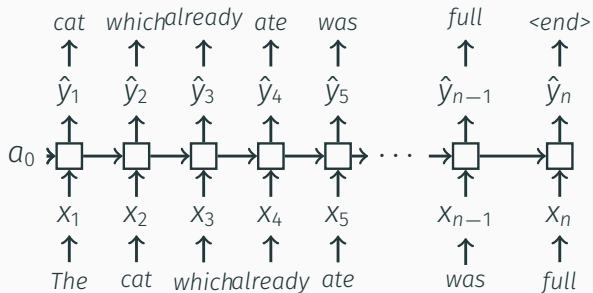 cat which already ate was full <end>
ŷ₁ ŷ₂ ŷ₃ ŷ₄ ŷ₅ ŷₙ₋₁ ŷₙ
a₀ ···
x₁ x₂ x₃ x₄ x₅ xₙ₋₁ xₙ
The cat which already ate was full